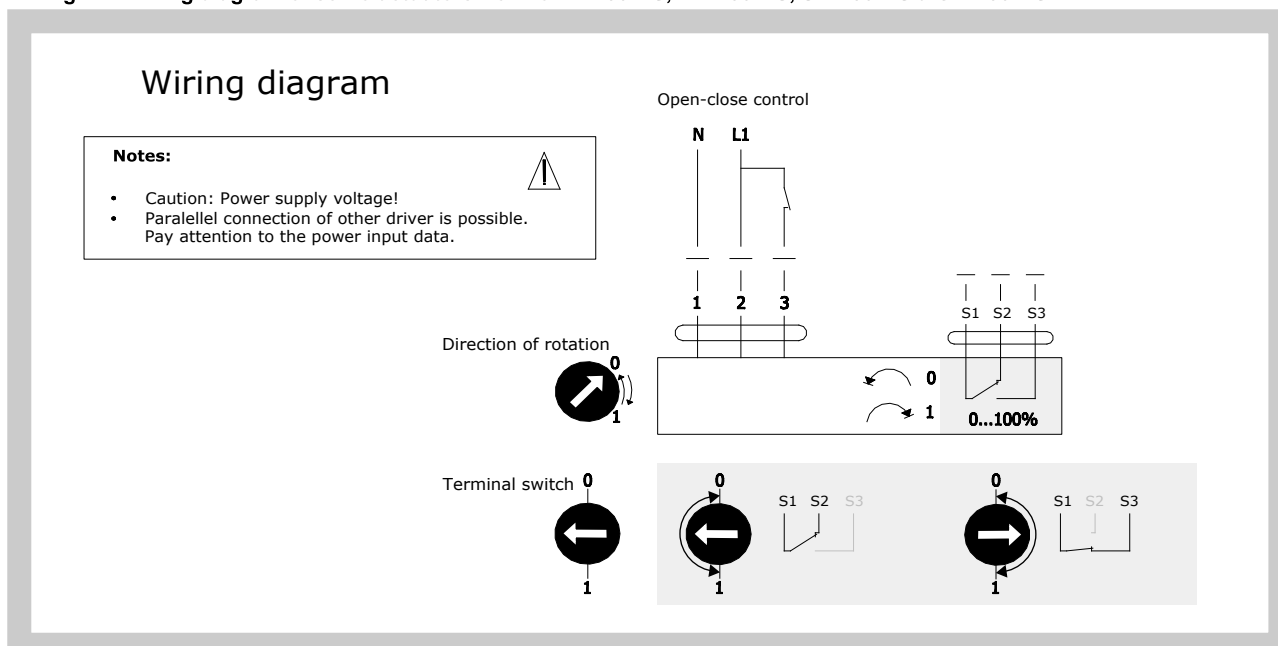 Wiring diagram
Open-close control
N L1
Notes:
• Caution: Power supply voltage!
• Paralellel connection of other driver is possible.
Pay attention to the power input data.
1 2 3
S1 S2 S3
Direction of rotation
0
1
0
1
0...100%
Terminal switch 0
1
0
S1 S2 S3
1
0
S1 S2 S3
1